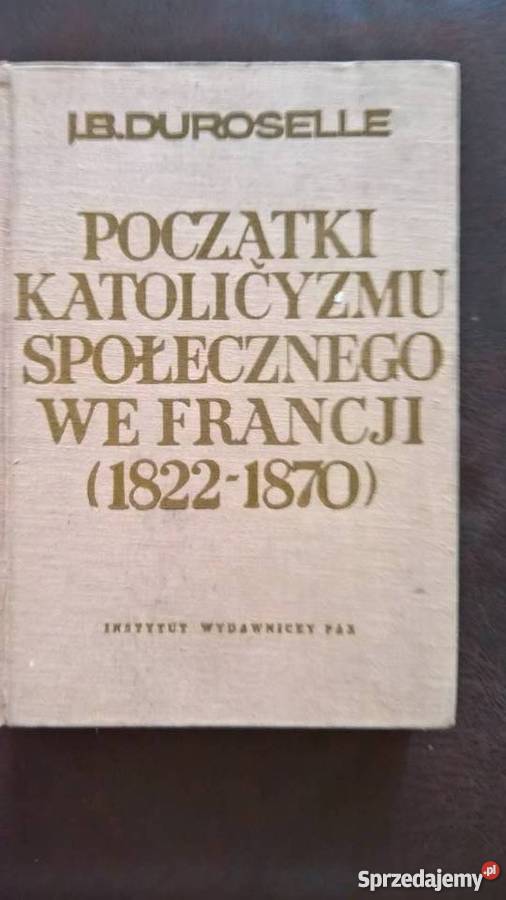 J.B. DUROSELLE
POCZĄTKI
KATOLICYZMU
SPOŁECZNEGO
WE FRANCJI
(1822-1870)
INSTYTUT WYDAWNICZY PAX
Sprzedajemy.pl